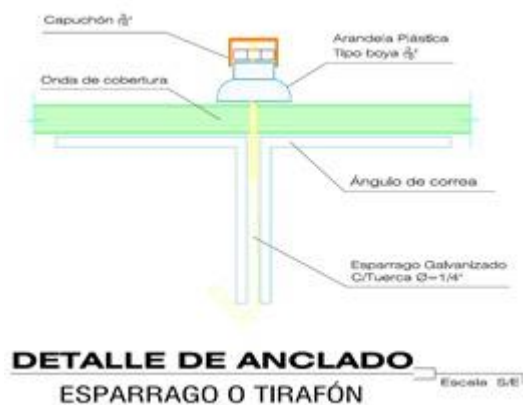 Capuchón
Arandela Plástica
Tipo boya
Onda de cobertura
Ángulo de correa
Esparrago Galvanizado
C/Tuerca Ø=1/4"
DETALLE DE ANCLADO
Escala S/E
ESPARRAGO O TIRAFÓN